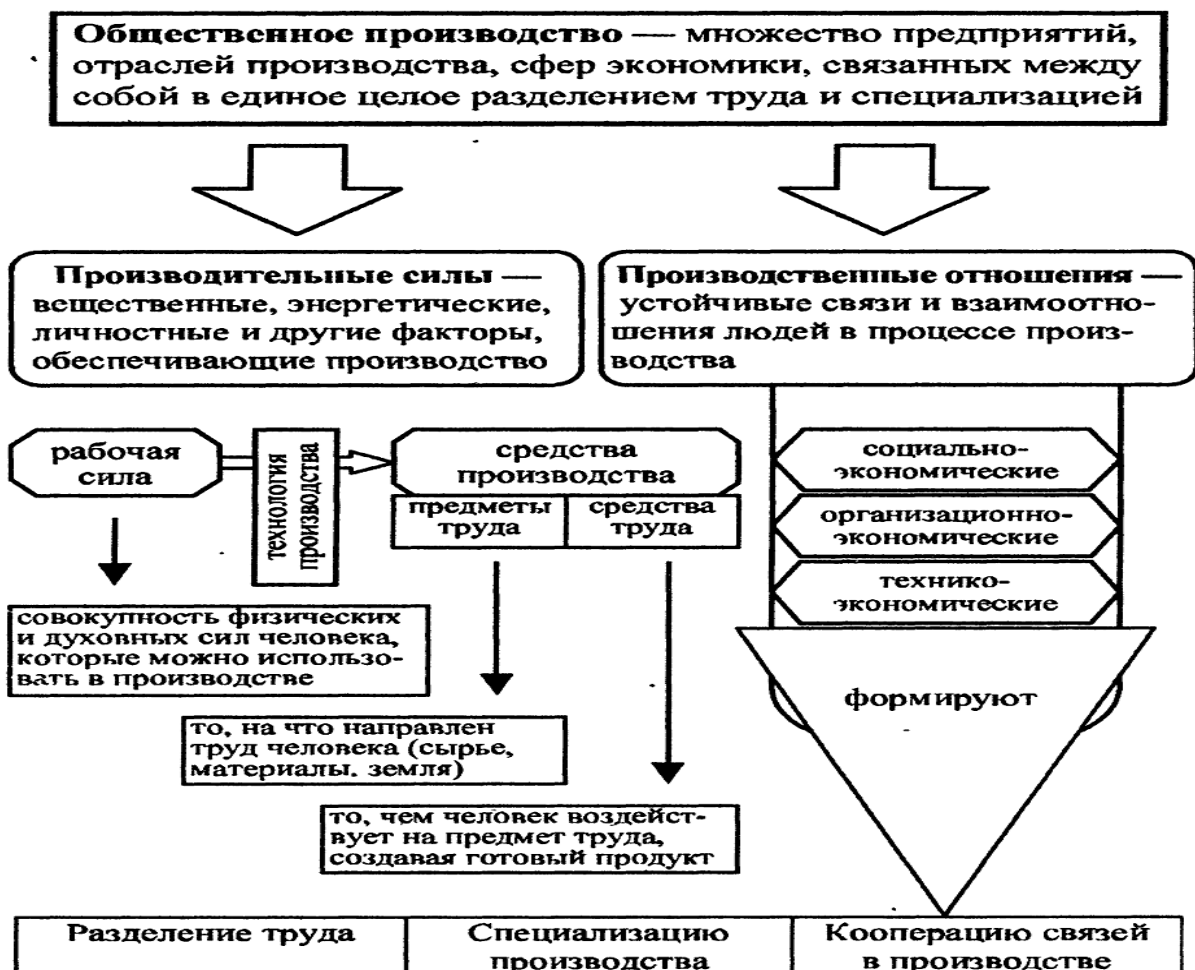 Общественное производство — множество предприятий,
отраслей производства, сфер экономики, связанных между
собой в единое целое разделением труда и специализацией
Производительные силы —
вещественные, энергетические,
личностные и другие факторы,
обеспечивающие производство
Производственные отношения —
устойчивые связи и взаимоотно-
шения людей в процессе произ-
водства
рабочая
сила
технология
производства
средства
производства
предметы
труда
средства
труда
социально-
экономические
организационно-
экономические
технико-
экономические
совокупность физических
и духовных сил человека,
которые можно использо-
вать в производстве
то, на что направлен
труд человека (сырье,
материалы. земля)
то, чем человек воздейст-
вует на предмет труда,
создавая готовый продукт
формируют
Разделение труда
Специализацию
производства
Кооперацию связей
в производстве